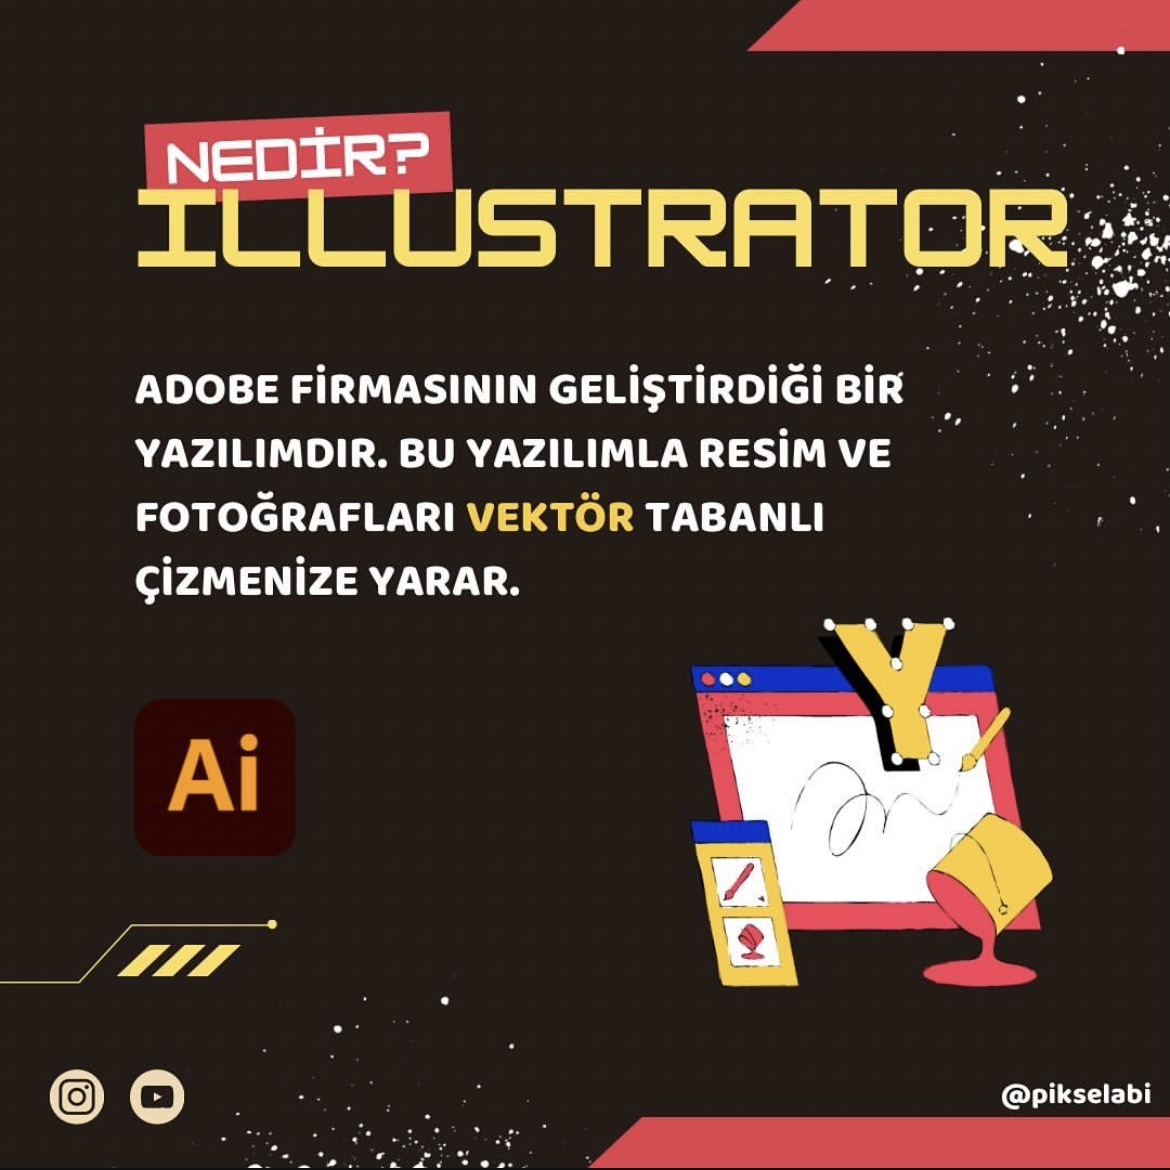 NEDİR?
ILLUSTRATOR
ADOBE FİRMASININ GELİŞTİRDİĞİ BİR
YAZILIMDIR. BU YAZILIMLA RESİM VE
FOTOĞRAFLARI VEKTÖR TABANLI
ÇİZMENİZE YARAR.
Y
Ai
@pikselabi